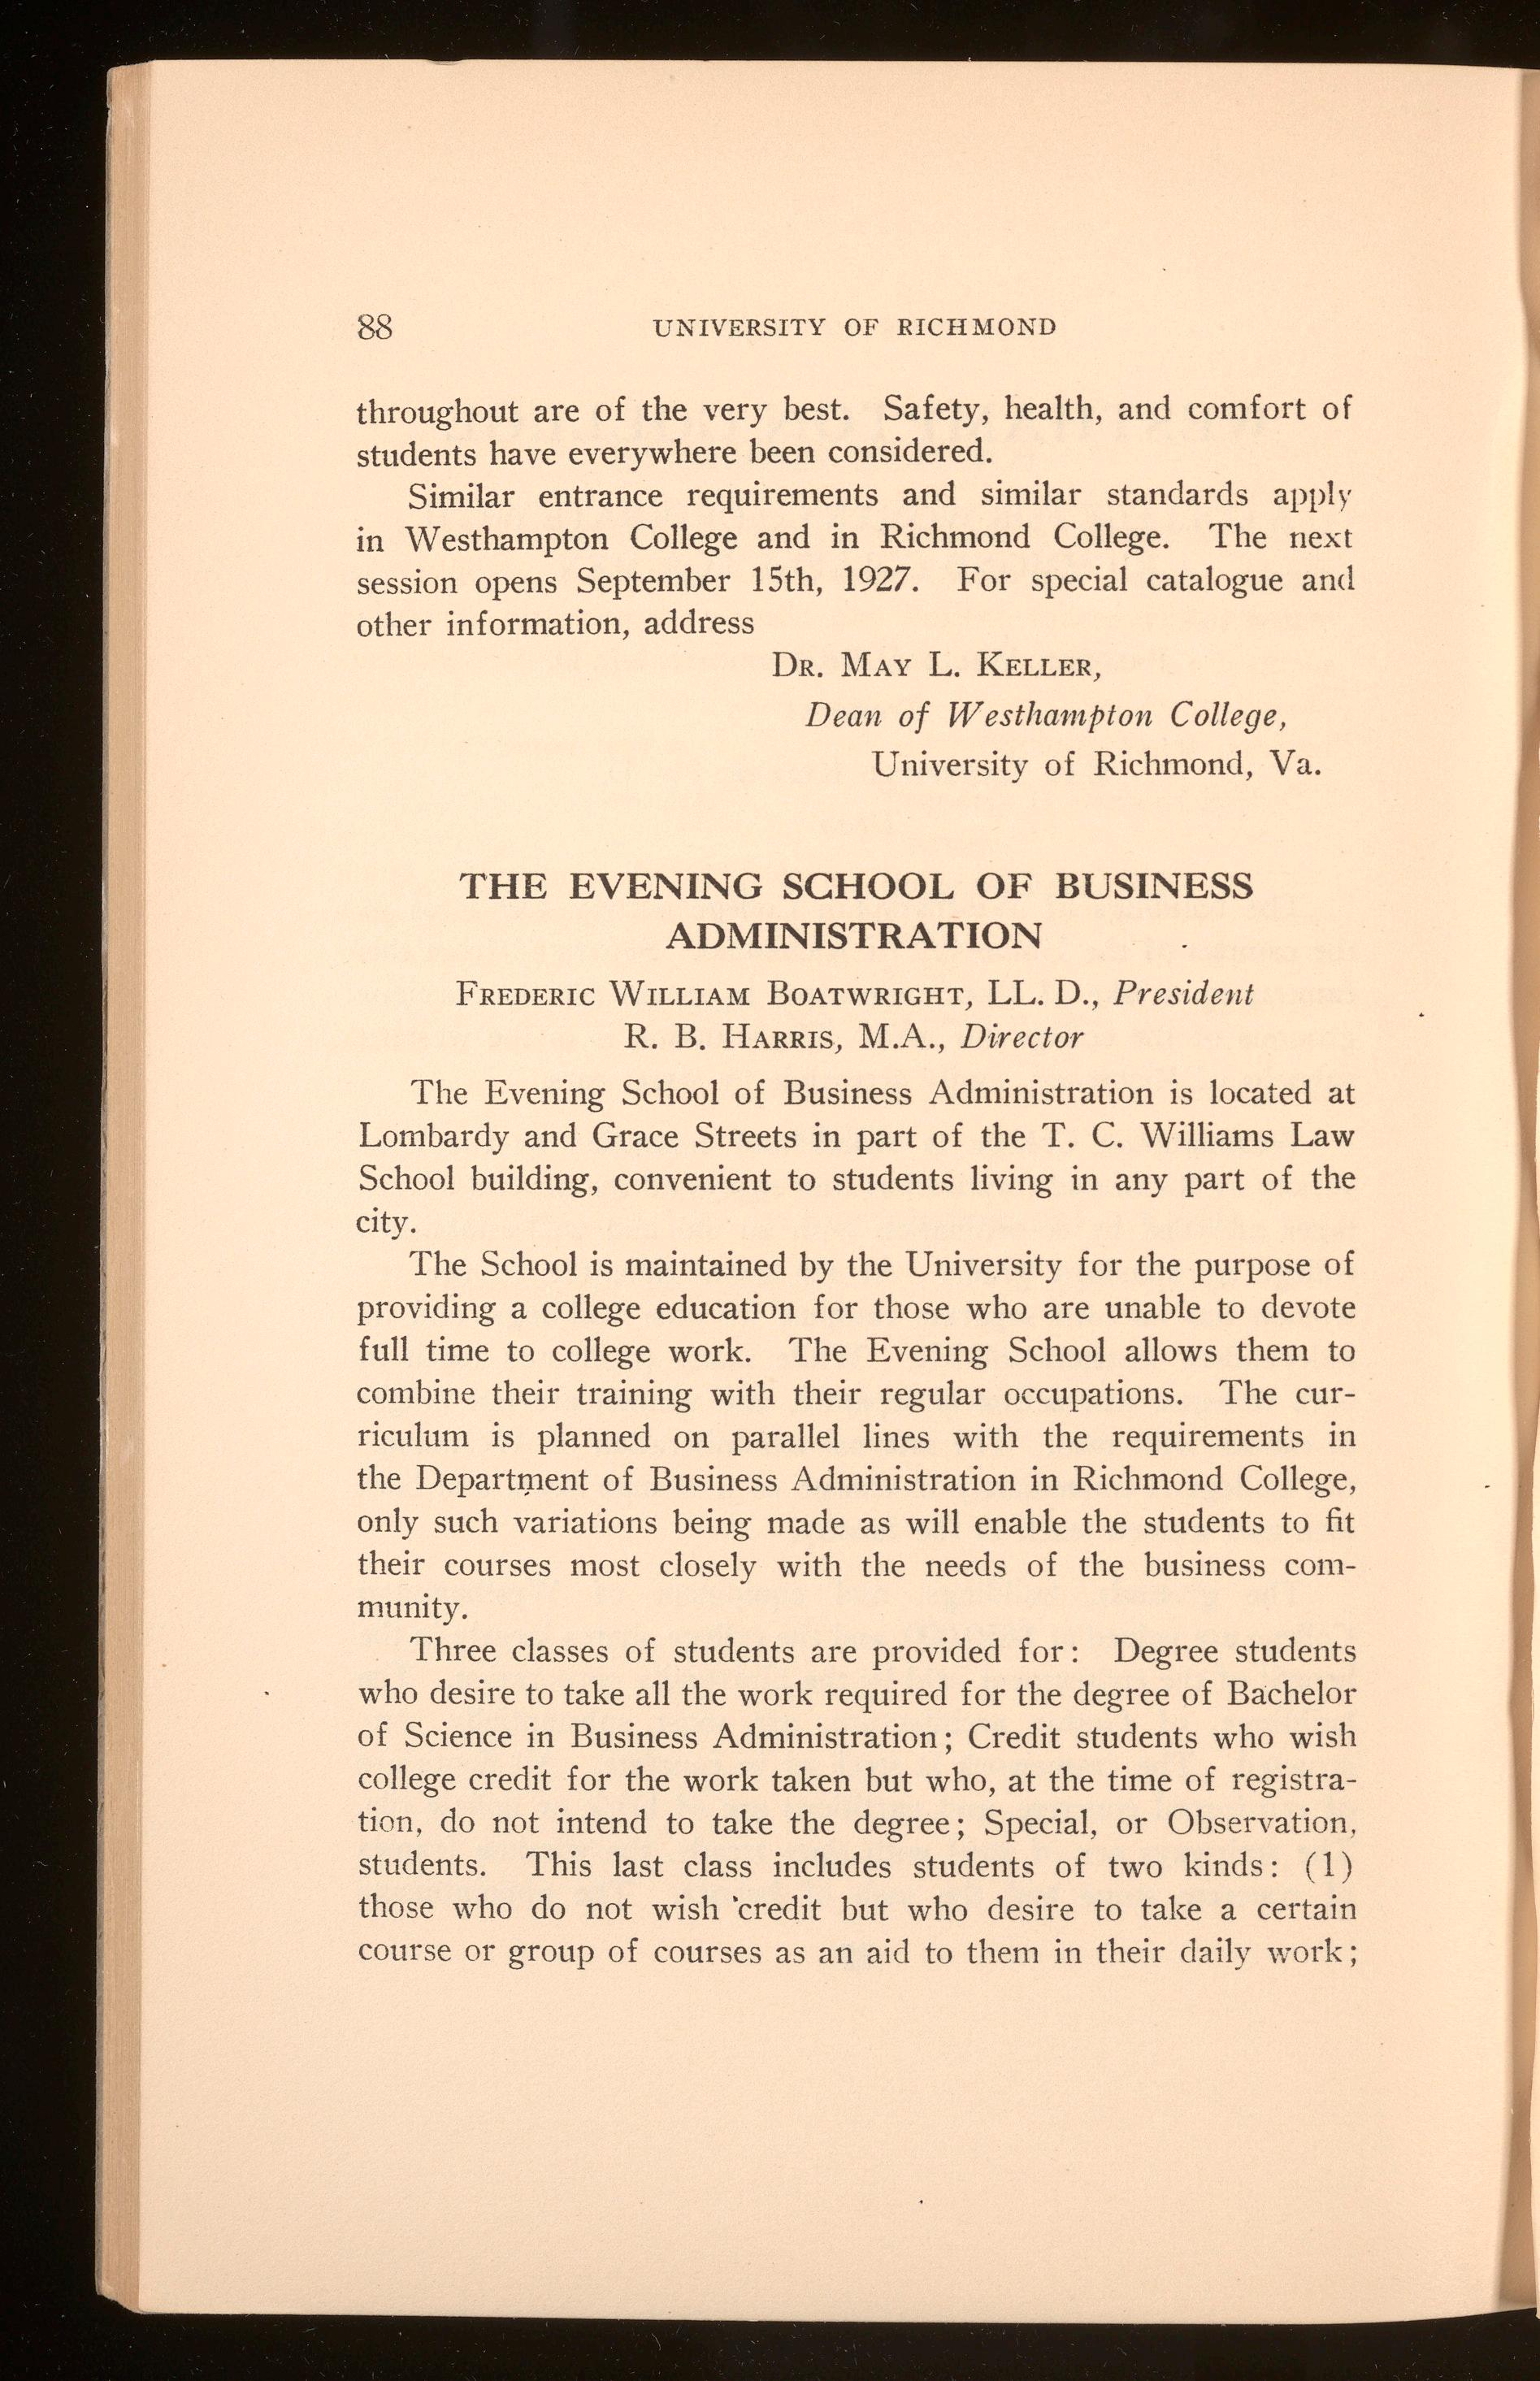 88 UNIVERSITY OF RICHMOND
throughout are of the very best. Safety, health, and comfort of
students have everywhere been considered.
Similar entrance requirements and similar standards apply
in Westhampton College and in Richmond College. The next
session opens September 15th, 1927. For special catalogue and
other information, address
DR. MAY L. KELLER,
Dean of Westhampton College,
University of Richmond, Va.
THE EVENING SCHOOL OF BUSINESS
ADMINISTRATION
FREDERIC WILLIAM BOATWRIGHT, LL. D., President
R. B. HARRIS, M.A., Director
The Evening School of Business Administration is located at
Lombardy and Grace Streets in part of the T. C. Williams Law
School building, convenient to students living in any part of the
city.
The School is maintained by the University for the purpose of
providing a college education for those who are unable to devote
full time to college work. The Evening School allows them to
combine their training with their regular occupations. The cur-
riculum is planned on parallel lines with the requirements in
the Department of Business Administration in Richmond College,
only such variations being made as will enable the students to fit
their courses most closely with the needs of the business com-
munity.
Three classes of students are provided for: Degree students
who desire to take all the work required for the degree of Bachelor
of Science in Business Administration; Credit students who wish
college credit for the work taken but who, at the time of registra-
tion, do not intend to take the degree; Special, or Observation,
students. This last class includes students of two kinds: (1)
those who do not wish credit but who desire to take a certain
course or group of courses as an aid to them in their daily work;